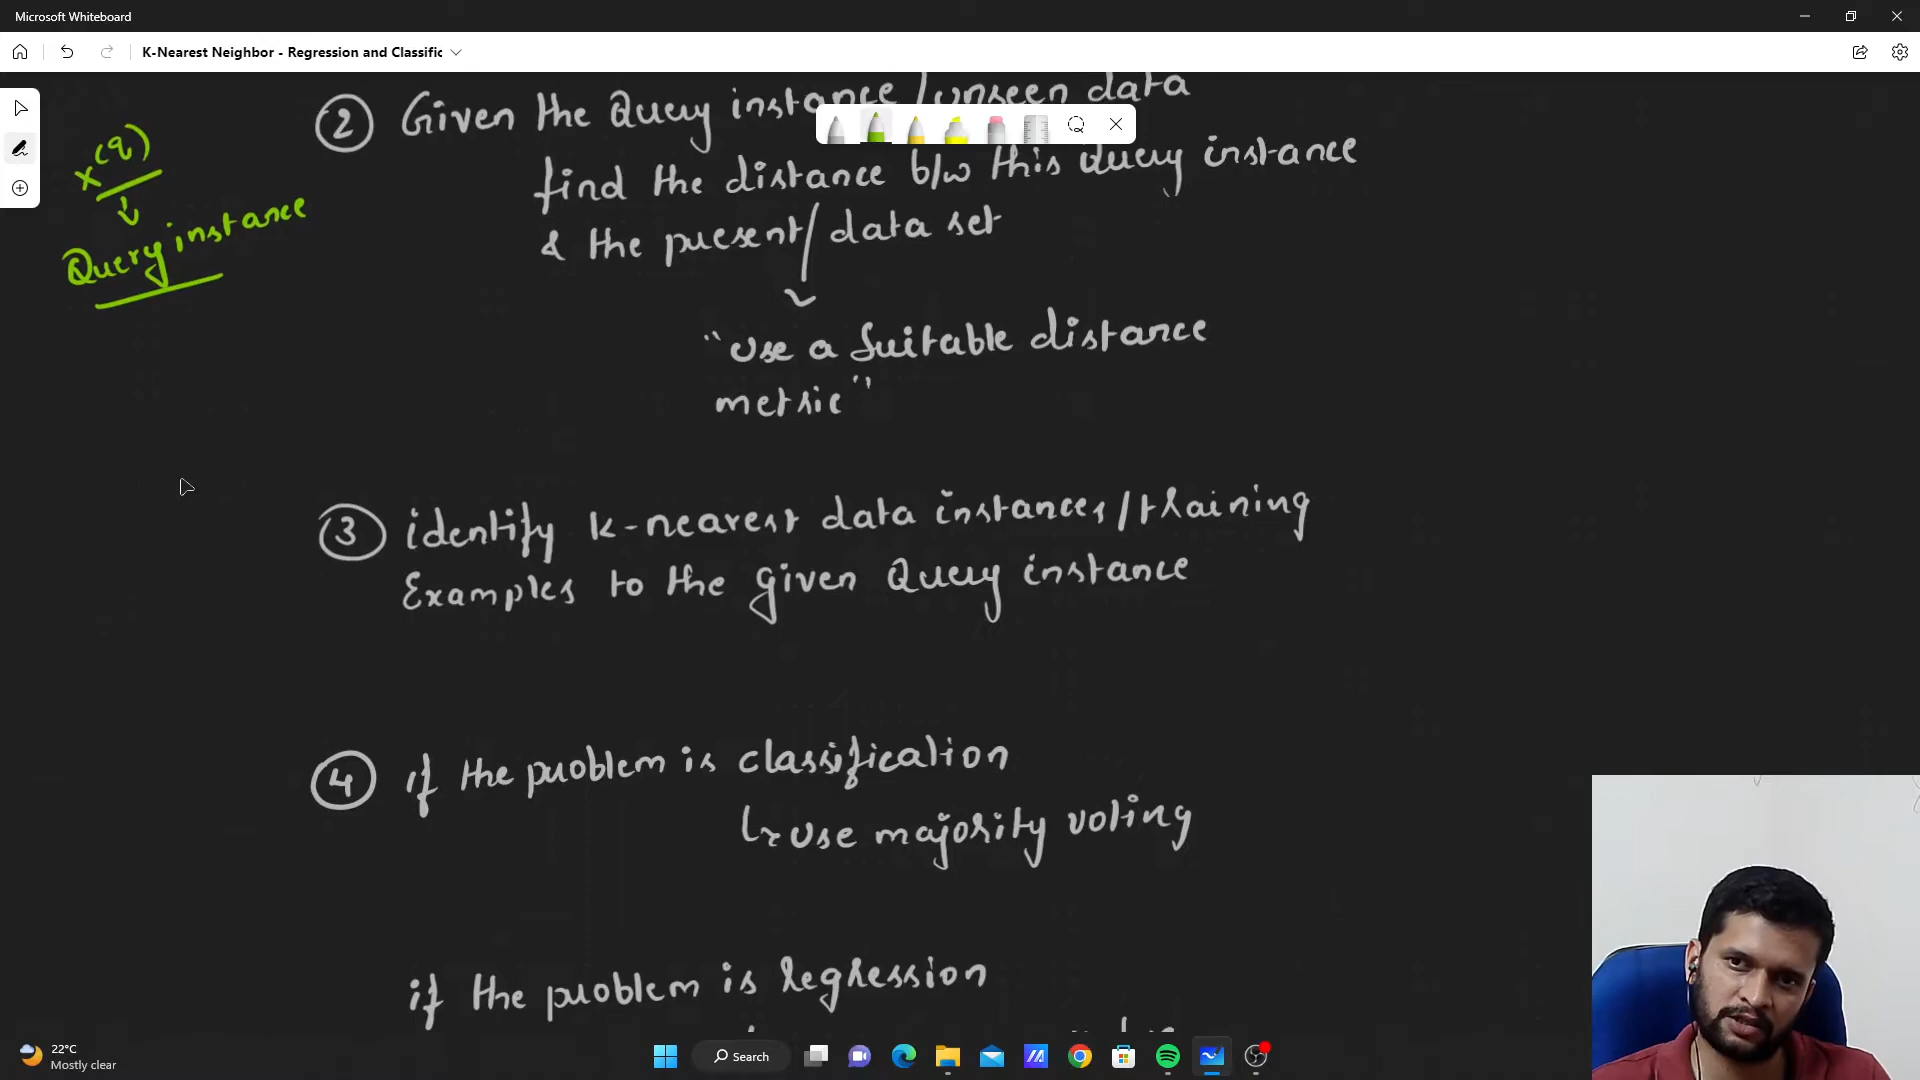 Microsoft Whiteboard
K-Nearest Neighbor - Regression and Classific
x(q)
Query instance
2 Given the Query instance / unseen data
find the distance b/w this Query instance
& the present data set
"use a suitable distance
metric"
3 identify k-nearest data instances/training
Examples to the given Query instance
4 if the problem is classification
use majority voting
if the problem is regression
22°C
Mostly clear
Search